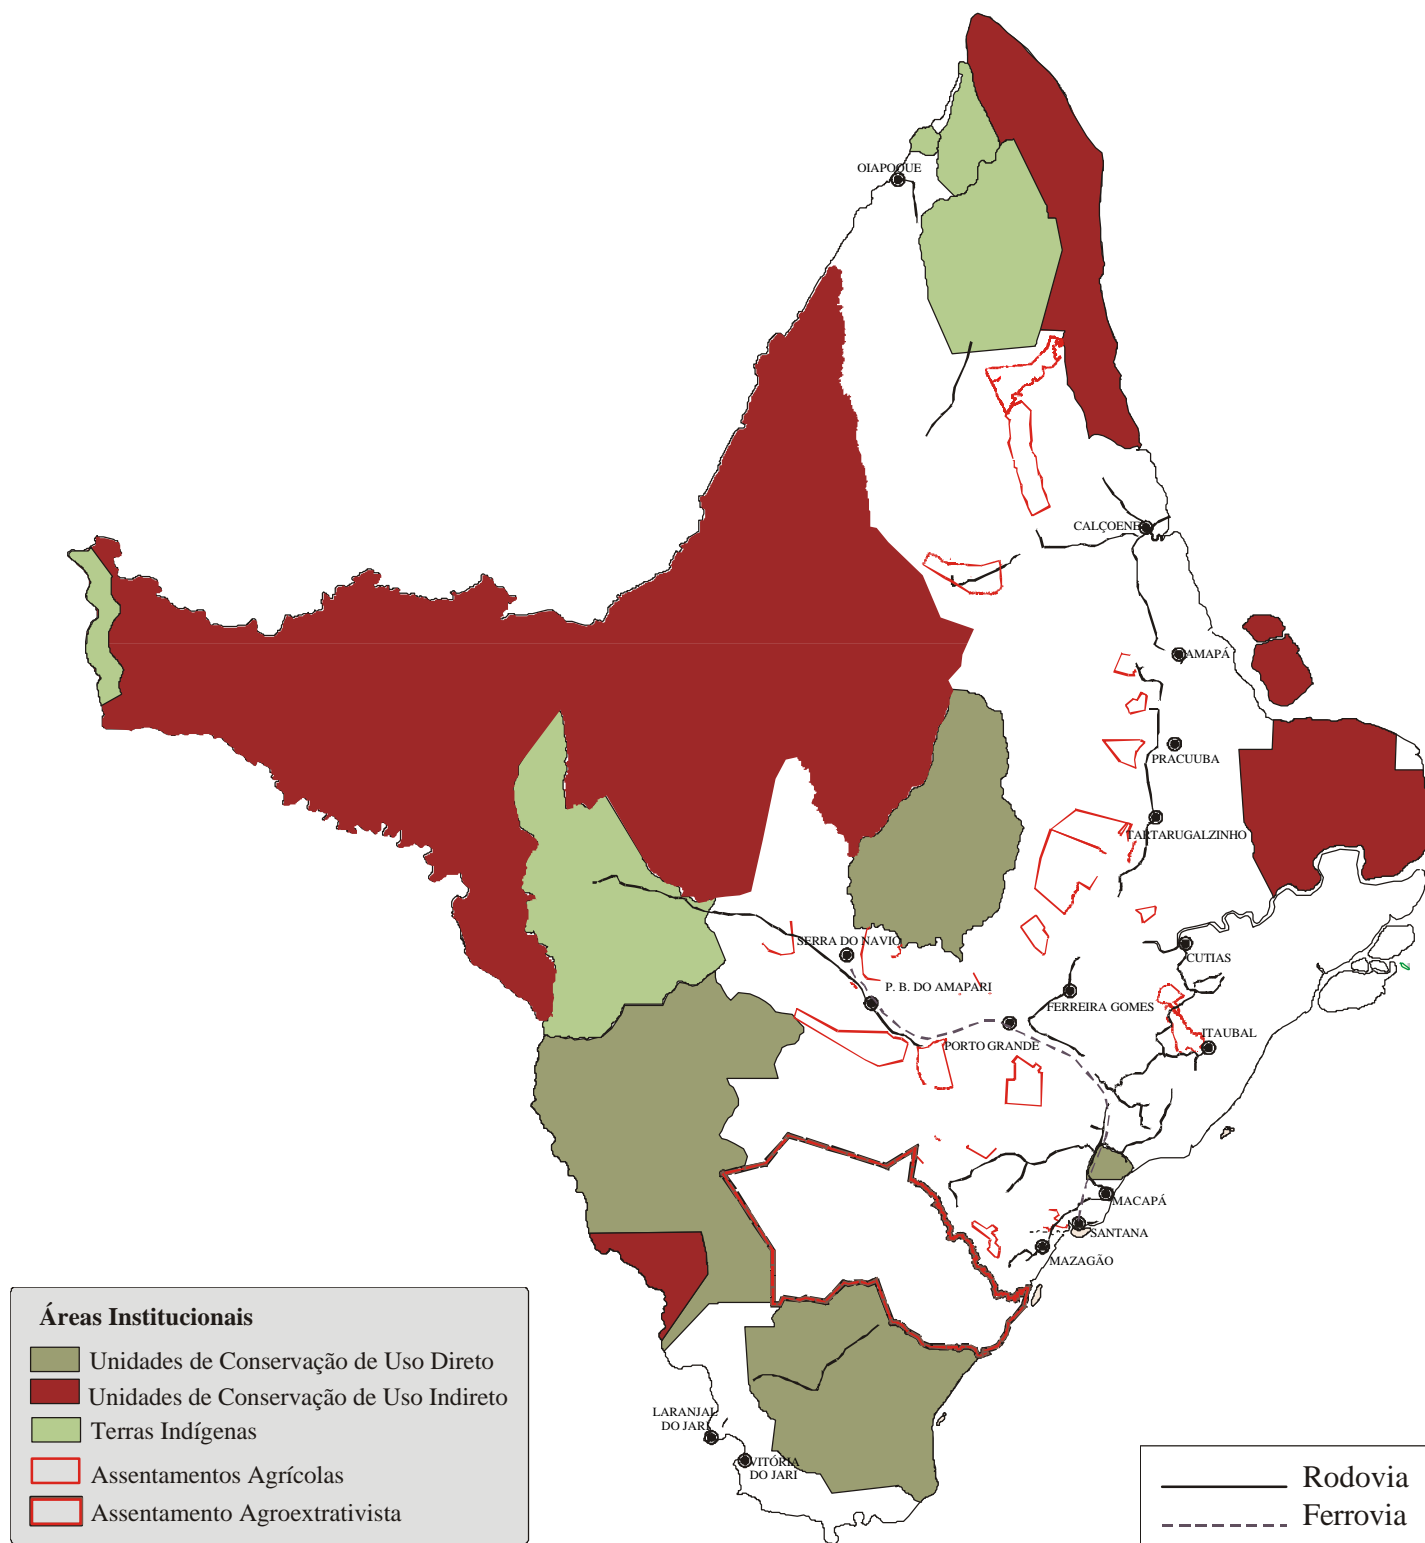 OIAPOQUE
CALÇOENE
AMAPÁ
PRACUUBA
TARTARUGALZINHO
SERRA DO NAVIO
CUTIAS
P. B. DO AMAPARI
FERREIRA GOMES
ITAUBAL
PORTO GRANDE
MACAPÁ
SANTANA
MAZAGÃO
LARANJAL
DO JARI
VITÓRIA
DO JARI
Áreas Institucionais
Unidades de Conservação de Uso Direto
Unidades de Conservação de Uso Indireto
Terras Indígenas
Assentamentos Agrícolas
Assentamento Agroextrativista
Rodovia
Ferrovia